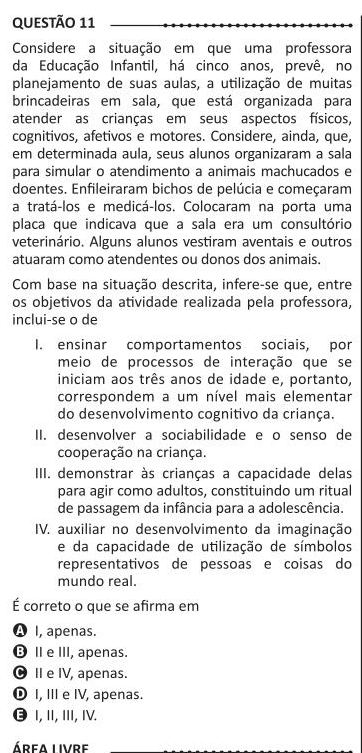 QUESTÃO 11
Considere a situação em que uma professora
da Educação Infantil, há cinco anos, prevê, no
planejamento de suas aulas, a utilização de muitas
brincadeiras em sala, que está organizada para
atender as crianças em seus aspectos físicos,
cognitivos, afetivos e motores. Considere, ainda, que,
em determinada aula, seus alunos organizaram a sala
para simular o atendimento a animais machucados e
doentes. Enfileiraram bichos de pelúcia e começaram
a tratá-los e medicá-los. Colocaram na porta uma
placa que indicava que a sala era um consultório
veterinário. Alguns alunos vestiram aventais e outros
atuaram como atendentes ou donos dos animais.
Com base na situação descrita, infere-se que, entre
os objetivos da atividade realizada pela professora,
inclui-se o de
I. ensinar comportamentos sociais, por
meio de processos de interação que se
iniciam aos três anos de idade e, portanto,
correspondem a um nível mais elementar
do desenvolvimento cognitivo da criança.
II. desenvolver a sociabilidade e o senso de
cooperação na criança.
III. demonstrar às crianças a capacidade delas
para agir como adultos, constituindo um ritual
de passagem da infância para a adolescência.
IV. auxiliar no desenvolvimento da imaginação
e da capacidade de utilização de símbolos
representativos de pessoas e coisas do
mundo real.
É correto o que se afirma em
A I, apenas.
B II e III, apenas.
C II e IV, apenas.
D I, III e IV, apenas.
E I, II, III, IV.
ÁREA LIVRE